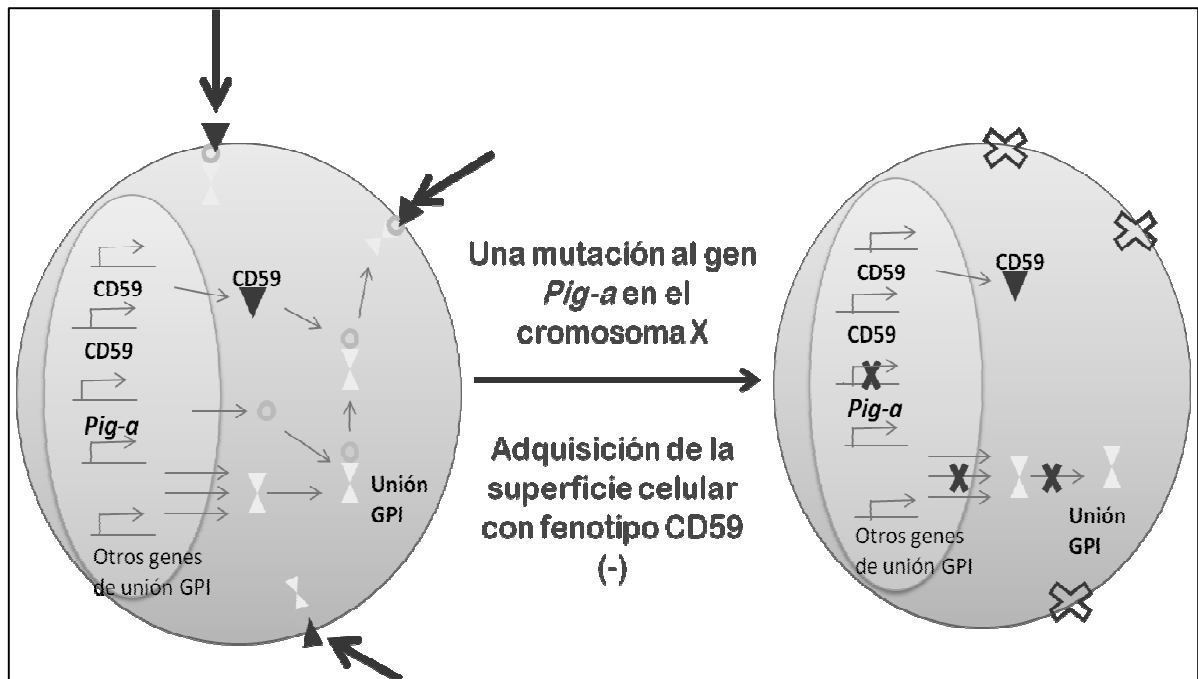 CD59
CD59
Pig-a
Otros genes
de unión GPI
CD59
Unión
GPI
Una mutación al gen
Pig-a en el
cromosoma X
Adquisición de la
superficie celular
con fenotipo CD59
(-)
CD59
CD59
Pig-a
Otros genes
de unión GPI
CD59
Unión
GPI